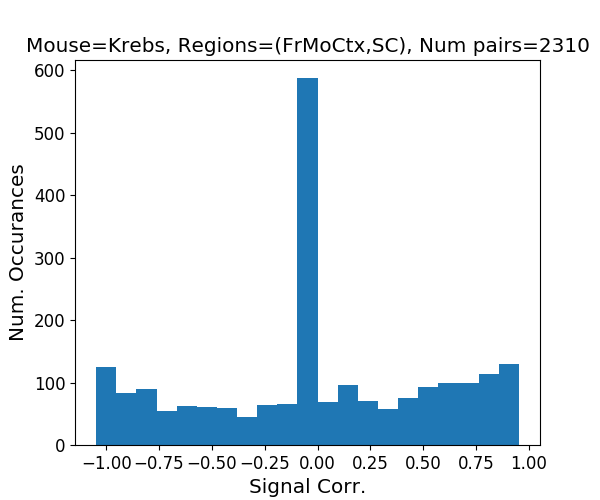 Mouse=Krebs, Regions=(FrMoCtx,SC), Num pairs=2310
600
500
400
300
200
100
0
Num. Occurances
−1.00 −0.75 −0.50 −0.25 0.00 0.25 0.50 0.75 1.00
Signal Corr.